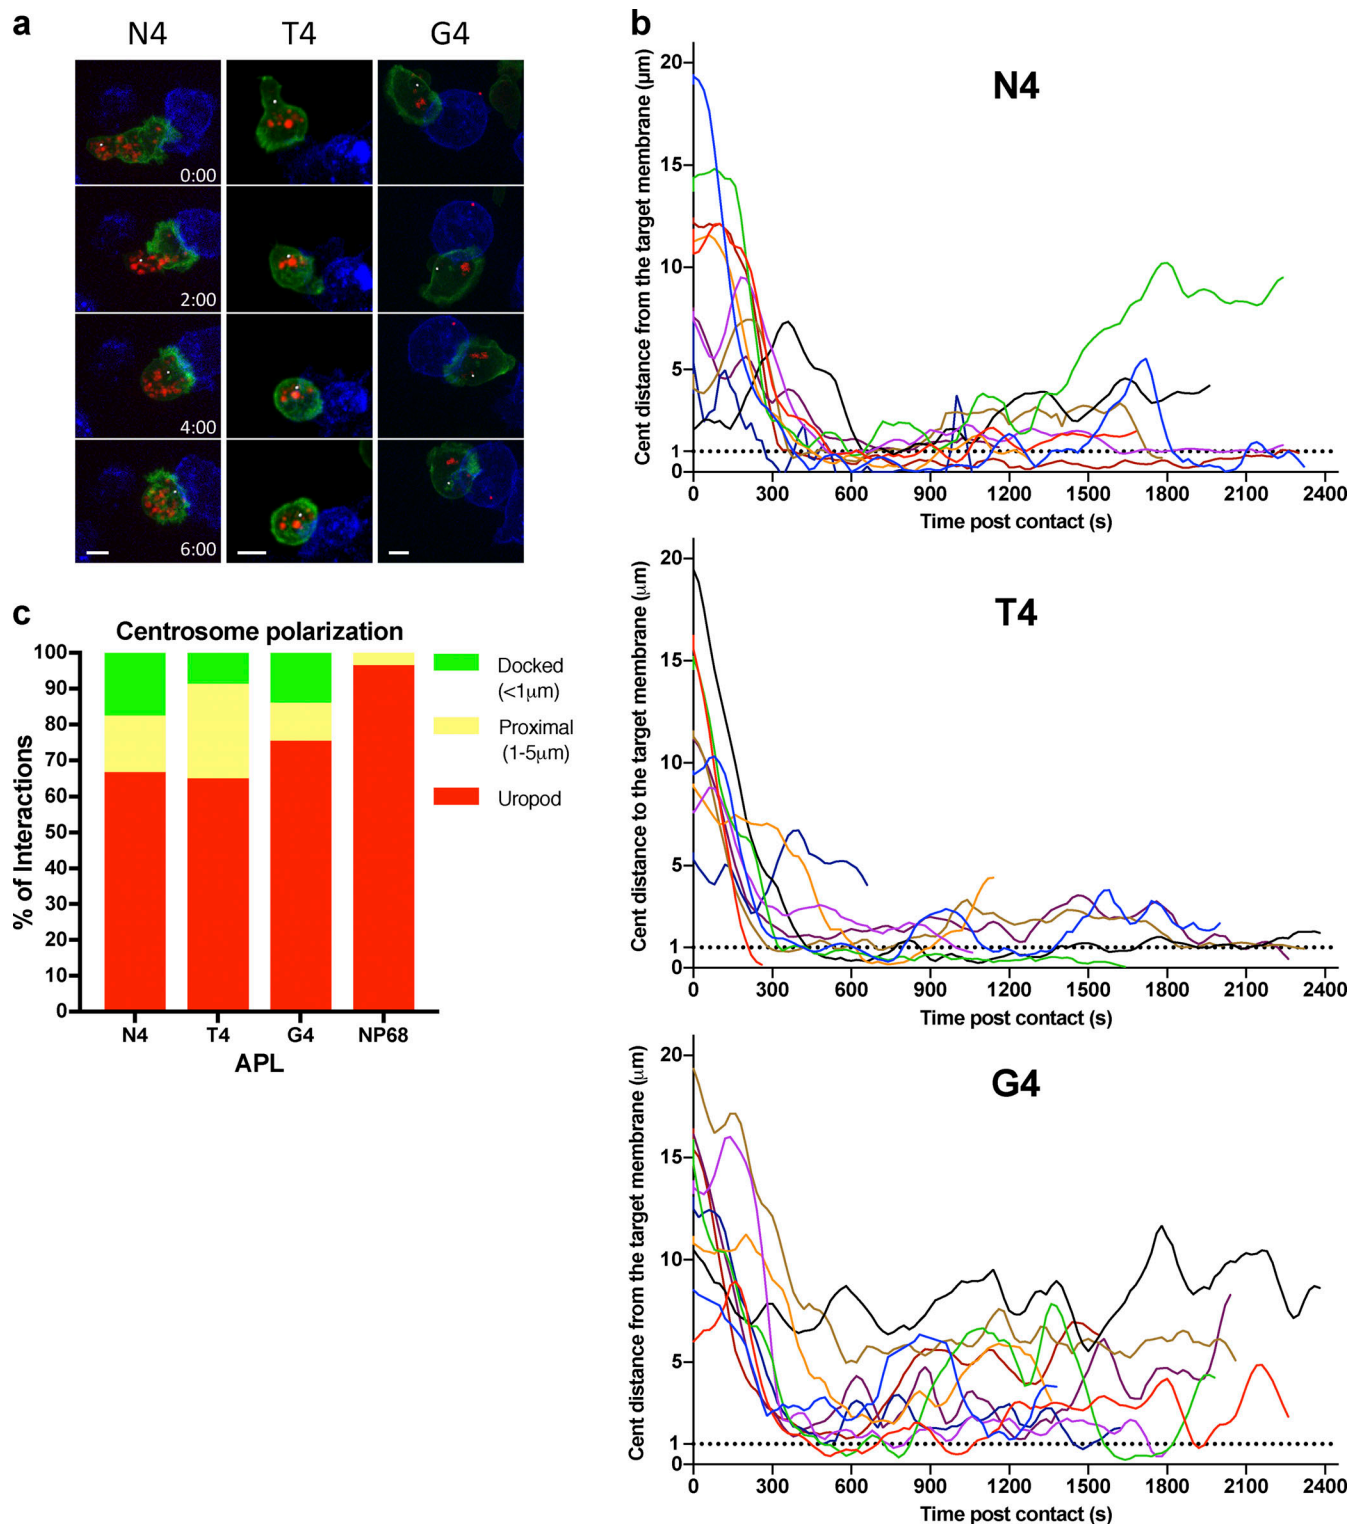 a
N4 T4 G4
0:00
2:00
4:00
6:00
b
N4
Cent distance from the target membrane (µm)
20
15
10
5
1
0
0 300 600 900 1200 1500 1800 2100 2400
Time post contact (s)
T4
Cent distance to the target membrane (µm)
20
15
10
5
1
0
0 300 600 900 1200 1500 1800 2100 2400
Time post contact (s)
G4
Cent distance from the target membrane (µm)
20
15
10
5
1
0
0 300 600 900 1200 1500 1800 2100 2400
Time post contact (s)
c
Centrosome polarization
% of Interactions
100
90
80
70
60
50
40
30
20
10
0
N4 T4 G4 NP68
APL
Docked
(<1µm)
Proximal
(1-5µm)
Uropod